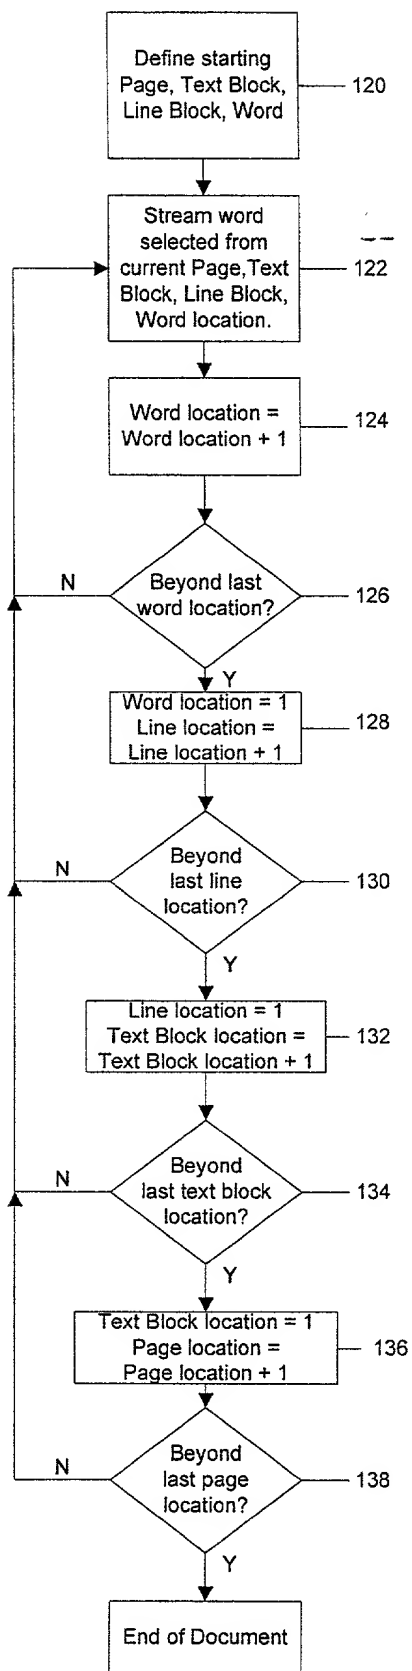 Define starting
Page, Text Block,
Line Block, Word
120
Stream word
selected from
current Page,Text
Block, Line Block,
Word location.
122
Word location =
Word location + 1
124
Beyond last
word location?
N
126
Y
Word location = 1
Line location =
Line location + 1
128
Beyond
last line
location?
N
130
Y
Line location = 1
Text Block location =
Text Block location + 1
132
Beyond
last text block
location?
N
134
Y
Text Block location = 1
Page location =
Page location + 1
136
Beyond
last page
location?
N
138
Y
End of Document